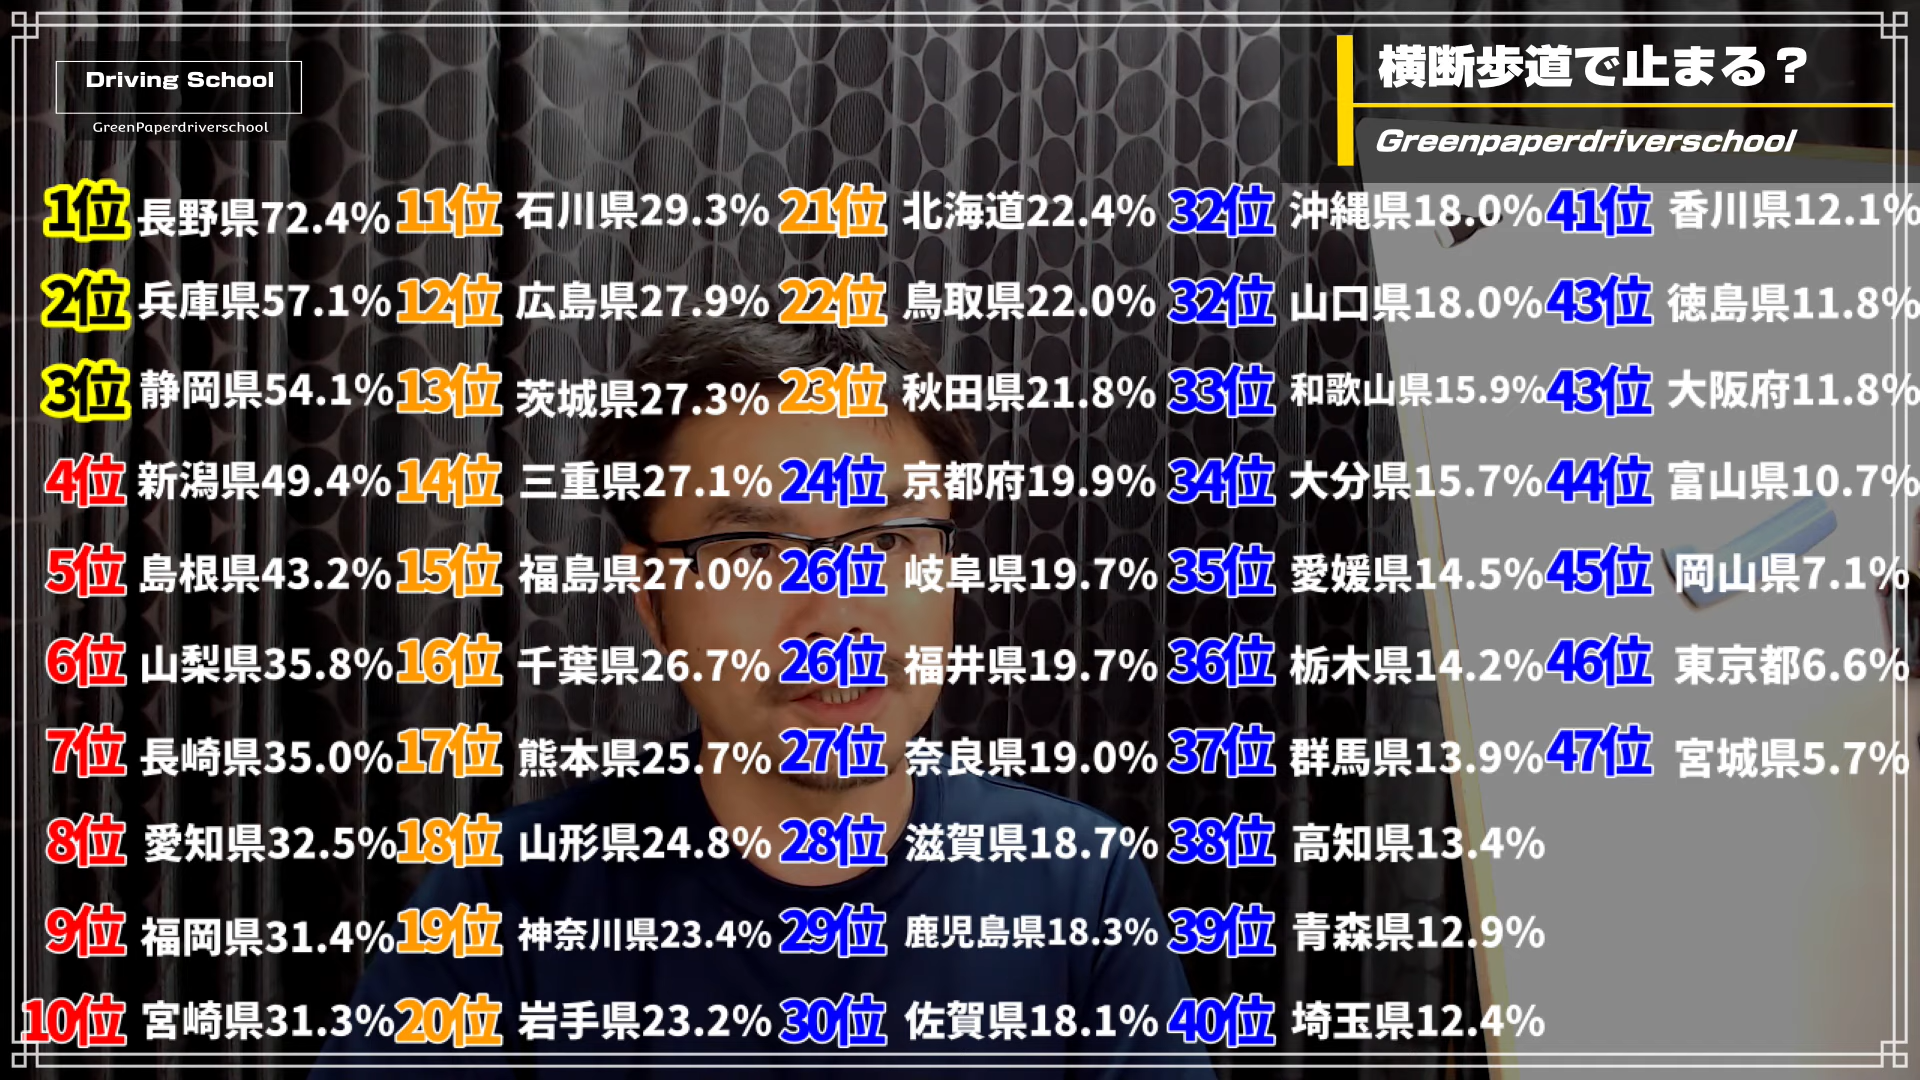 Driving School
GreenPaperdriverschool
横断歩道で止まる？
Greenpaperdriverschool
1位 長野県72.4%
2位 兵庫県57.1%
3位 静岡県54.1%
4位 新潟県49.4%
5位 島根県43.2%
6位 山梨県35.8%
7位 長崎県35.0%
8位 愛知県32.5%
9位 福岡県31.4%
10位 宮崎県31.3%
11位 石川県29.3%
12位 広島県27.9%
13位 茨城県27.3%
14位 三重県27.1%
15位 福島県27.0%
16位 千葉県26.7%
17位 熊本県25.7%
18位 山形県24.8%
19位 神奈川県23.4%
20位 岩手県23.2%
21位 北海道22.4%
22位 鳥取県22.0%
23位 秋田県21.8%
24位 京都府19.9%
26位 岐阜県19.7%
26位 福井県19.7%
27位 奈良県19.0%
28位 滋賀県18.7%
29位 鹿児島県18.3%
30位 佐賀県18.1%
32位 沖縄県18.0%
32位 山口県18.0%
33位 和歌山県15.9%
34位 大分県15.7%
35位 愛媛県14.5%
36位 栃木県14.2%
37位 群馬県13.9%
38位 高知県13.4%
39位 青森県12.9%
40位 埼玉県12.4%
41位 香川県12.1%
43位 徳島県11.8%
43位 大阪府11.8%
44位 富山県10.7%
45位 岡山県7.1%
46位 東京都6.6%
47位 宮城県5.7%